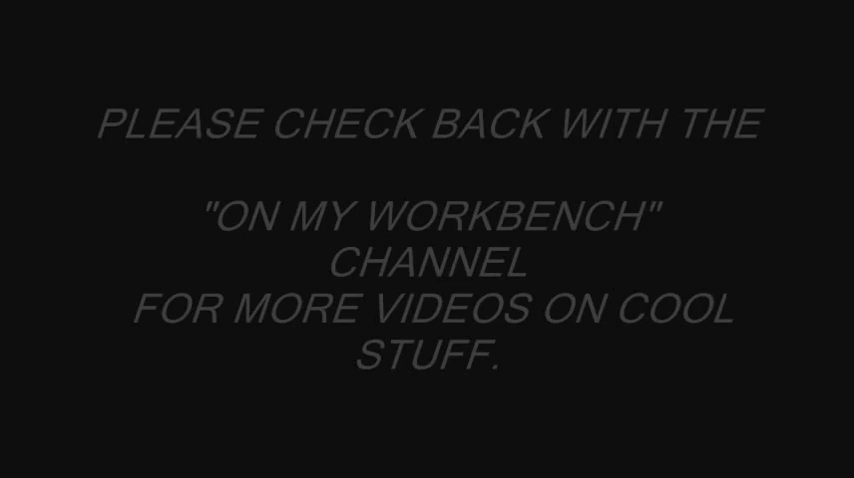 PLEASE CHECK BACK WITH THE
"ON MY WORKBENCH"
CHANNEL
FOR MORE VIDEOS ON COOL
STUFF.